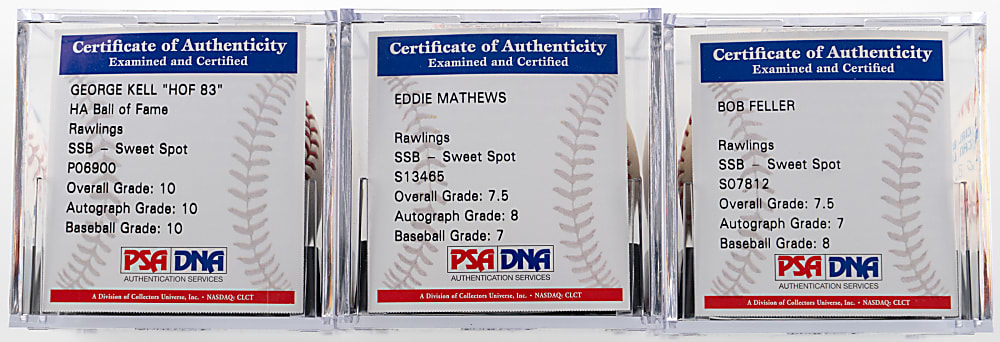 Certificate of Authenticity
Examined and Certified
GEORGE KELL "HOF 83"
HA Ball of Fame
Rawlings
SSB – Sweet Spot
P06900
Overall Grade: 10
Autograph Grade: 10
Baseball Grade: 10
PSA DNA
AUTHENTICATION SERVICES
A Division of Collectors Universe, Inc. • NASDAQ: CLCT
Certificate of Authenticity
Examined and Certified
EDDIE MATHEWS
Rawlings
SSB – Sweet Spot
S13465
Overall Grade: 7.5
Autograph Grade: 8
Baseball Grade: 7
PSA DNA
AUTHENTICATION SERVICES
A Division of Collectors Universe, Inc. • NASDAQ: CLCT
Certificate of Authenticity
Examined and Certified
BOB FELLER
Rawlings
SSB – Sweet Spot
S07812
Overall Grade: 7.5
Autograph Grade: 7
Baseball Grade: 8
PSA DNA
AUTHENTICATION SERVICES
A Division of Collectors Universe, Inc. • NASDAQ: CLCT